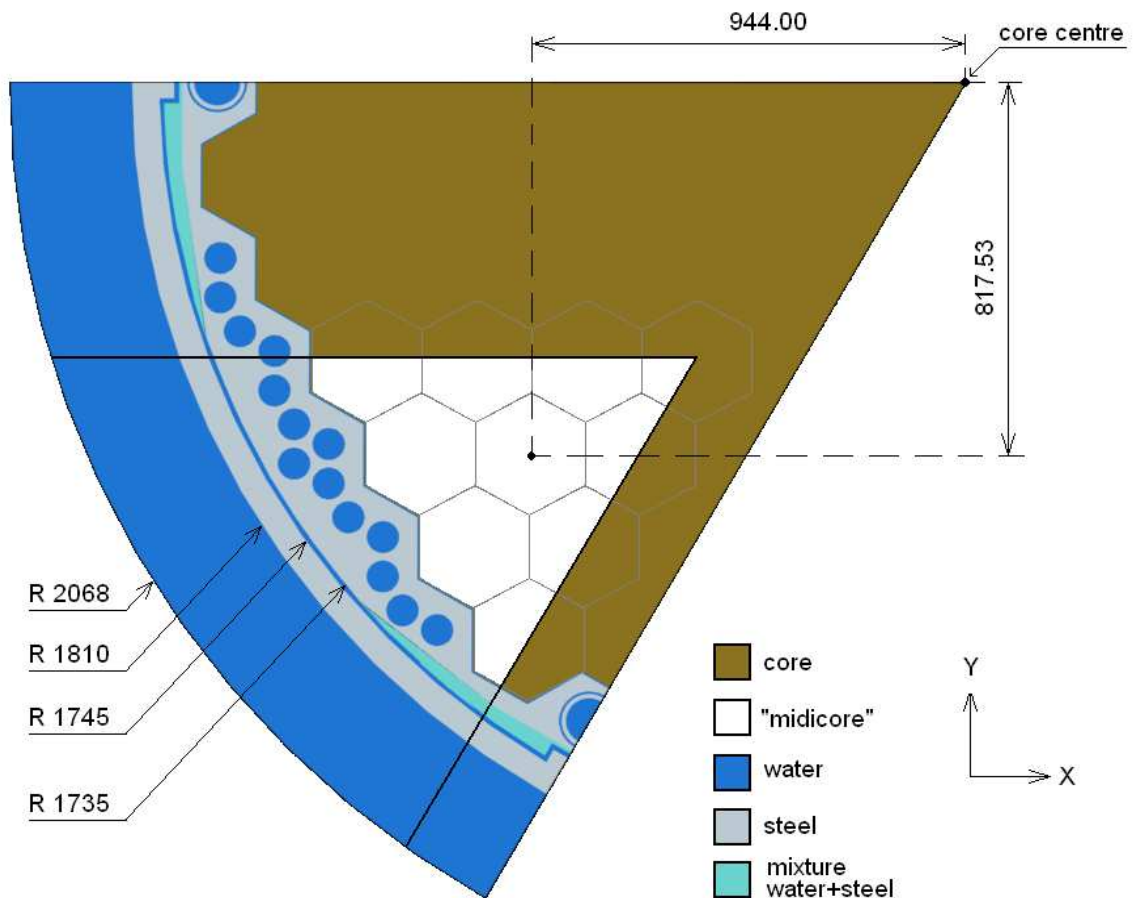 944.00
core centre
817.53
R 2068
R 1810
R 1745
R 1735
core
"midicore"
water
steel
mixture
water+steel
Y
X